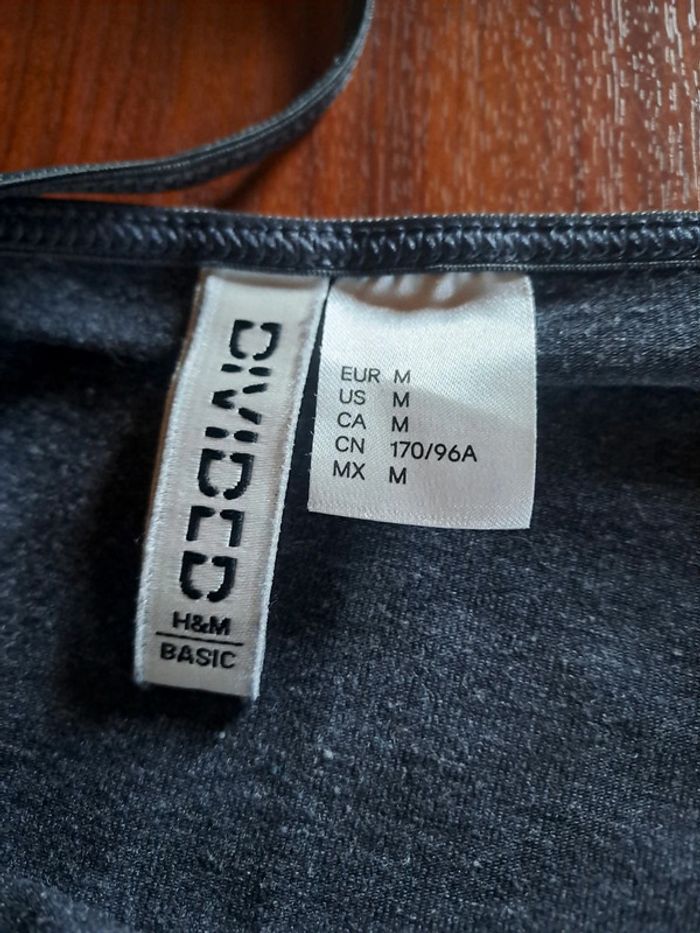 DIVIDED
H&M
BASIC
EUR M
US M
CA M
CN 170/96A
MX M